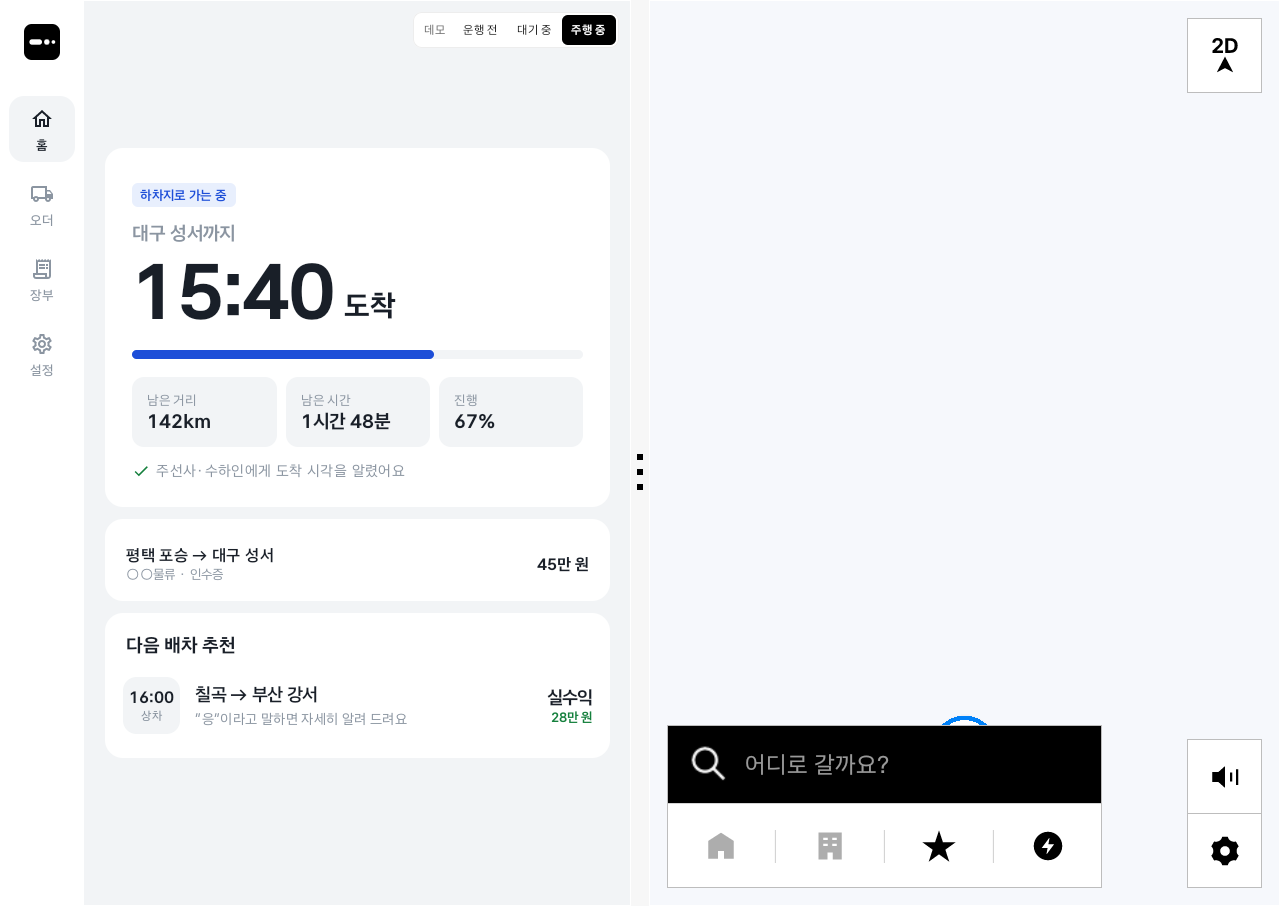 데모 운행 전 대기 중 주행 중
홈
오더
장부
설정
하차지로 가는 중
대구 성서까지
15:40 도착
남은 거리
142km
남은 시간
1시간 48분
진행
67%
주선사·수하인에게 도착 시각을 알렸어요
평택 포승 → 대구 성서
○○물류 · 인수증
45만 원
다음 배차 추천
16:00
상차
칠곡 → 부산 강서
“응”이라고 말하면 자세히 알려 드려요
실수익
28만 원
2D
어디로 갈까요?